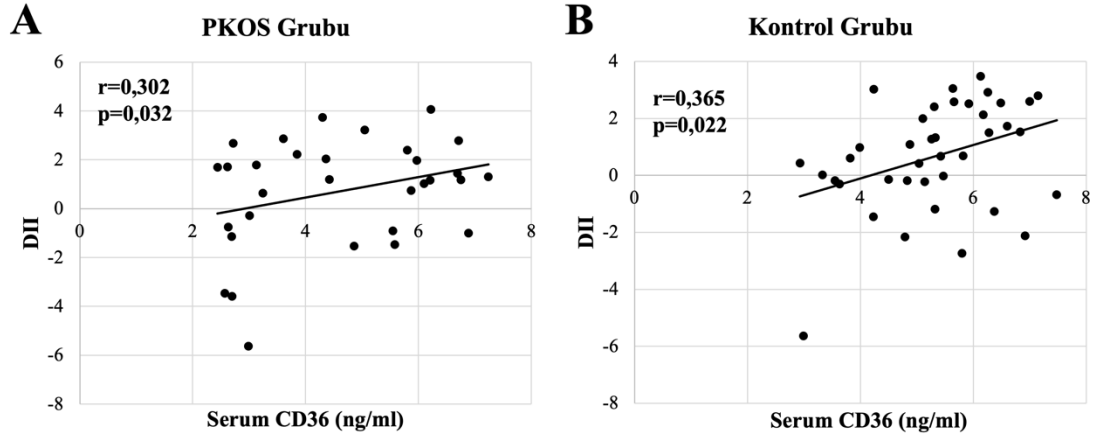 A
PKOS Grubu
6
4
2
0
-2
-4
-6
-8
0
2
4
6
8
r=0,302
p=0,032
DII
Serum CD36 (ng/ml)
B
Kontrol Grubu
4
2
0
-2
-4
-6
-8
0
2
4
6
8
r=0,365
p=0,022
DII
Serum CD36 (ng/ml)